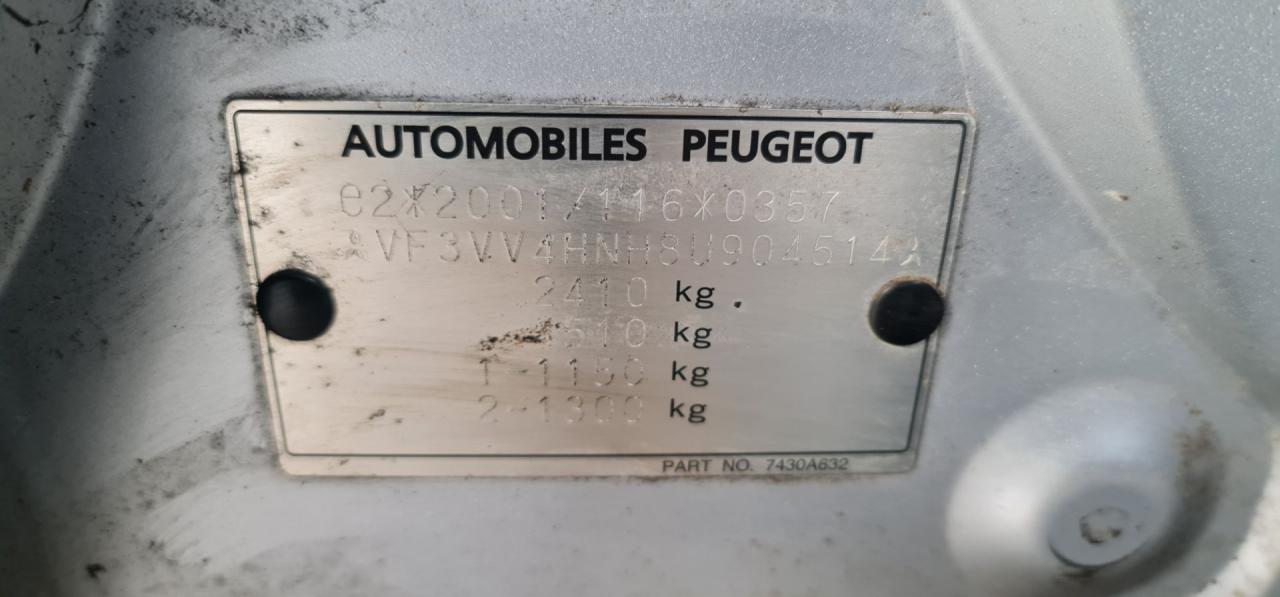 AUTOMOBILES PEUGEOT
e2*2001/116*0357
VF3VV4HNH8U904514
2410 kg
kg
1-1150 kg
2-1300 kg
PART NO. 7430A632